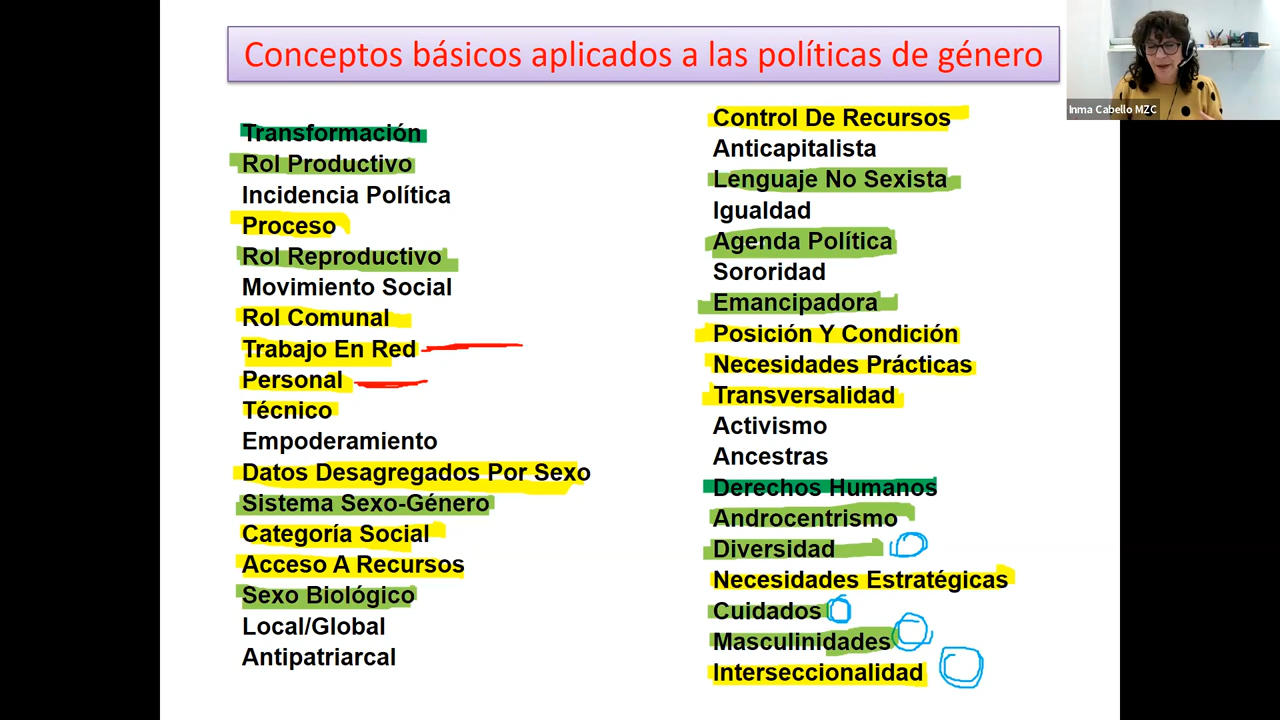 Conceptos básicos aplicados a las políticas de género
Inma Cabello MZC
Transformación
Rol Productivo
Incidencia Política
Proceso
Rol Reproductivo
Movimiento Social
Rol Comunal
Trabajo En Red
Personal
Técnico
Empoderamiento
Datos Desagregados Por Sexo
Sistema Sexo-Género
Categoría Social
Acceso A Recursos
Sexo Biológico
Local/Global
Antipatriarcal
Control De Recursos
Anticapitalista
Lenguaje No Sexista
Igualdad
Agenda Política
Sororidad
Emancipadora
Posición Y Condición
Necesidades Prácticas
Transversalidad
Activismo
Ancestras
Derechos Humanos
Androcentrismo
Diversidad
Necesidades Estratégicas
Cuidados
Masculinidades
Interseccionalidad